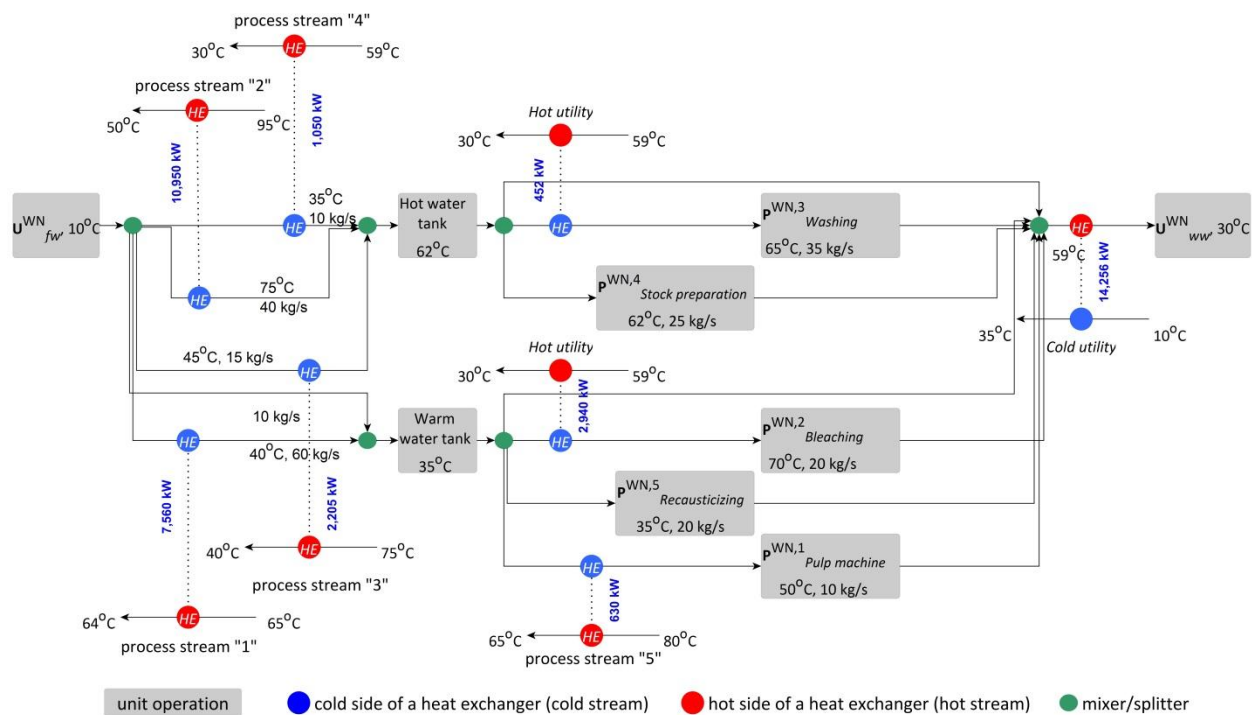 process stream "4"
30°C HE 59°C
process stream "2"
50°C HE 95°C
1,050 kW
10,950 kW
Hot utility
30°C 59°C
452 kW
U^WN fw, 10°C
35°C
10 kg/s
HE
Hot water
tank
62°C
HE
P^WN,3
Washing
65°C, 35 kg/s
HE
59°C
U^WN ww, 30°C
14,256 kW
75°C
40 kg/s
HE
P^WN,4
Stock preparation
62°C, 25 kg/s
35°C 10°C
Cold utility
45°C, 15 kg/s
HE
Hot utility
30°C 59°C
2,940 kW
10 kg/s
HE
40°C, 60 kg/s
Warm
water tank
35°C
HE
P^WN,2
Bleaching
70°C, 20 kg/s
7,560 kW
2,205 kW
P^WN,5
Recausticizing
35°C, 20 kg/s
40°C HE 75°C
process stream "3"
HE
P^WN,1
Pulp machine
50°C, 10 kg/s
630 kW
64°C HE 65°C
process stream "1"
65°C HE 80°C
process stream "5"
unit operation
cold side of a heat exchanger (cold stream)
hot side of a heat exchanger (hot stream)
mixer/splitter